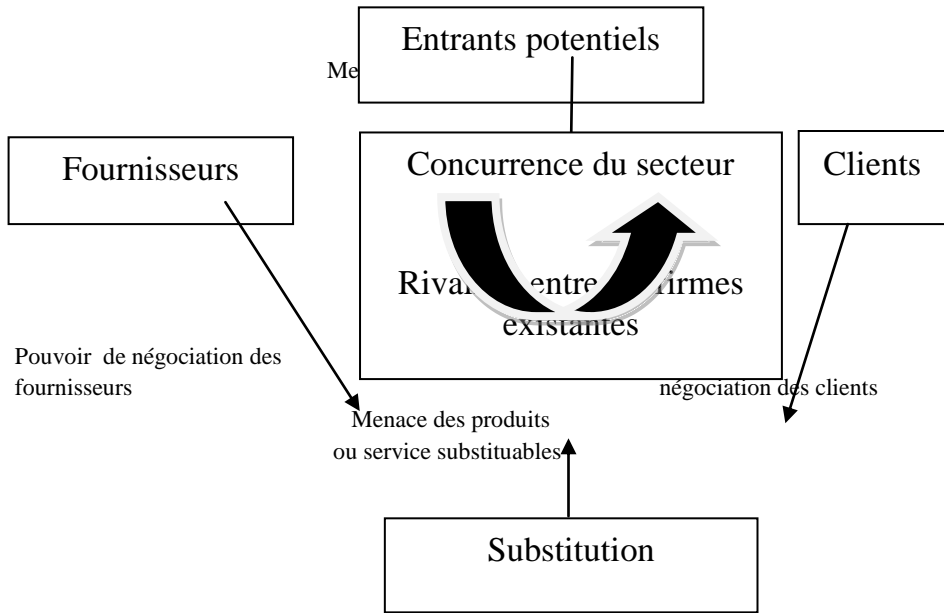 Entrants potentiels
Me
Fournisseurs
Concurrence du secteur
Clients
entre
existantes
Pouvoir de négociation des
fournisseurs
négociation des clients
Menace des produits
ou service substituables
Substitution